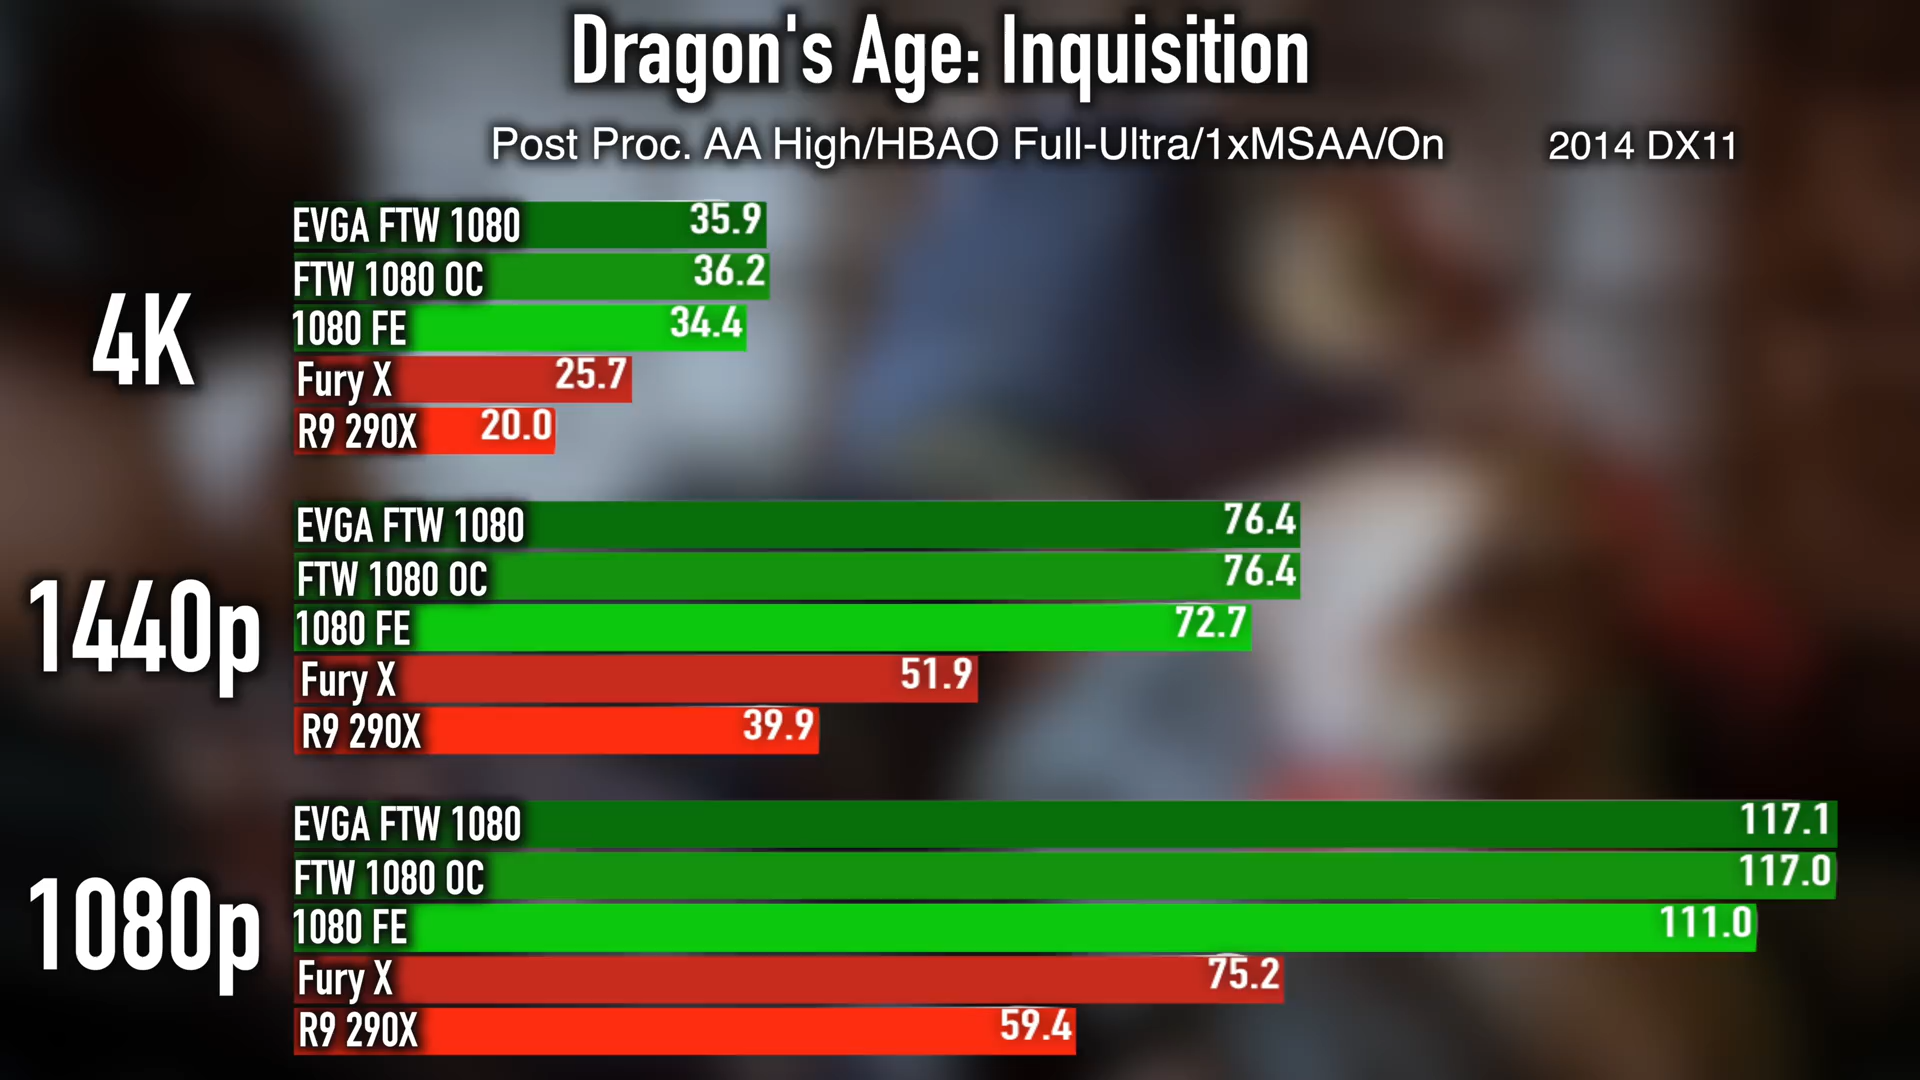 Dragon's Age: Inquisition
Post Proc. AA High/HBAO Full-Ultra/1xMSAA/On 2014 DX11
4K
EVGA FTW 1080 35.9
FTW 1080 OC 36.2
1080 FE 34.4
Fury X 25.7
R9 290X 20.0
1440p
EVGA FTW 1080 76.4
FTW 1080 OC 76.4
1080 FE 72.7
Fury X 51.9
R9 290X 39.9
1080p
EVGA FTW 1080 117.1
FTW 1080 OC 117.0
1080 FE 111.0
Fury X 75.2
R9 290X 59.4